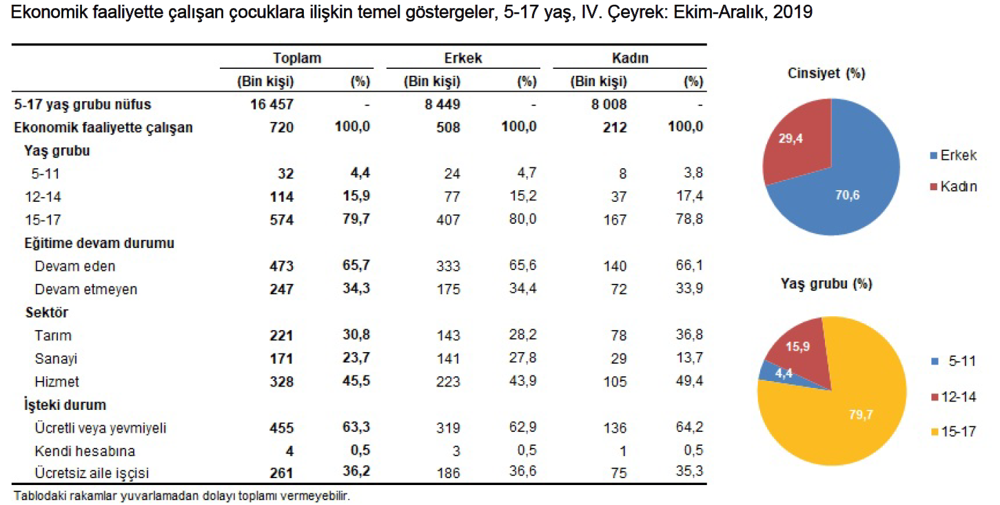 Ekonomik faaliyette çalışan çocuklara ilişkin temel göstergeler, 5-17 yaş, IV. Çeyrek: Ekim-Aralık, 2019
Toplam Erkek Kadın
(Bin kişi) (%) (Bin kişi) (%) (Bin kişi) (%)
5-17 yaş grubu nüfus 16 457 - 8 449 - 8 008 -
Ekonomik faaliyette çalışan 720 100,0 508 100,0 212 100,0
Yaş grubu
5-11 32 4,4 24 4,7 8 3,8
12-14 114 15,9 77 15,2 37 17,4
15-17 574 79,7 407 80,0 167 78,8
Eğitime devam durumu
Devam eden 473 65,7 333 65,6 140 66,1
Devam etmeyen 247 34,3 175 34,4 72 33,9
Sektör
Tarım 221 30,8 143 28,2 78 36,8
Sanayi 171 23,7 141 27,8 29 13,7
Hizmet 328 45,5 223 43,9 105 49,4
İşteki durum
Ücretli veya yevmiyeli 455 63,3 319 62,9 136 64,2
Kendi hesabına 4 0,5 3 0,5 1 0,5
Ücretsiz aile işçisi 261 36,2 186 36,6 75 35,3
Tablodaki rakamlar yuvarlamadan dolayı toplamı vermeyebilir.
Cinsiyet (%)
29,4
70,6
Erkek
Kadın
Yaş grubu (%)
15,9
4,4
79,7
5-11
12-14
15-17